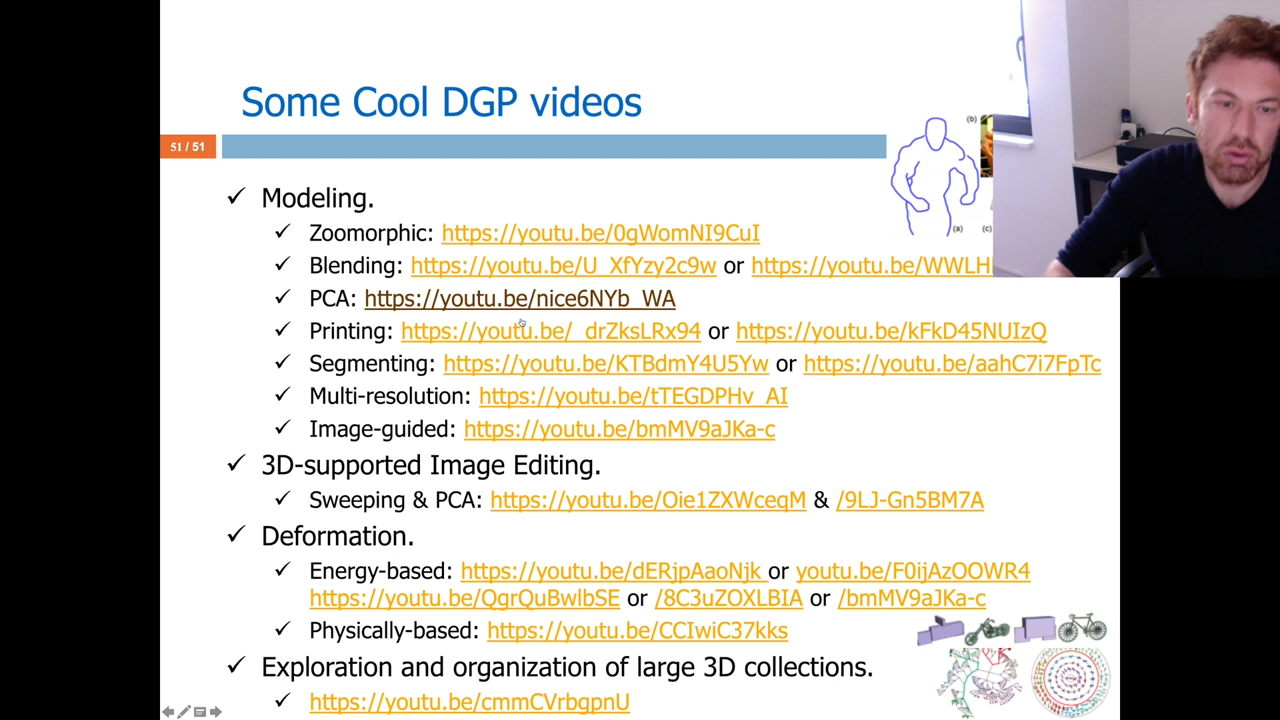 Some Cool DGP videos
51 / 51
(b)
(a)
(c)
✓ Modeling.
✓ Zoomorphic: https://youtu.be/0gWomNI9CuI
✓ Blending: https://youtu.be/U_XfYzy2c9w or https://youtu.be/WWLH
✓ PCA: https://youtu.be/nice6NYb_WA
✓ Printing: https://youtu.be/_drZksLRx94 or https://youtu.be/kFkD45NUIzQ
✓ Segmenting: https://youtu.be/KTBdmY4U5Yw or https://youtu.be/aahC7i7FpTc
✓ Multi-resolution: https://youtu.be/tTEGDPHv_AI
✓ Image-guided: https://youtu.be/bmMV9aJKa-c
✓ 3D-supported Image Editing.
✓ Sweeping & PCA: https://youtu.be/Oie1ZXWceqM & /9LJ-Gn5BM7A
✓ Deformation.
✓ Energy-based: https://youtu.be/dERjpAaoNjk or youtu.be/F0ijAzOOWR4
https://youtu.be/QgrQuBwlbSE or /8C3uZOXLBIA or /bmMV9aJKa-c
✓ Physically-based: https://youtu.be/CCIwiC37kks
✓ Exploration and organization of large 3D collections.
✓ https://youtu.be/cmmCVrbgpnU